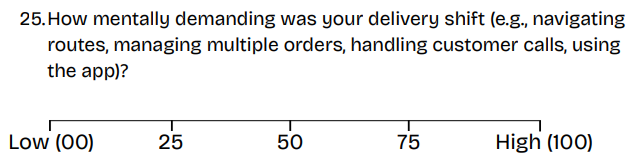 25. How mentally demanding was your delivery shift (e.g., navigating
routes, managing multiple orders, handling customer calls, using
the app)?
Low (00) 25 50 75 High (100)